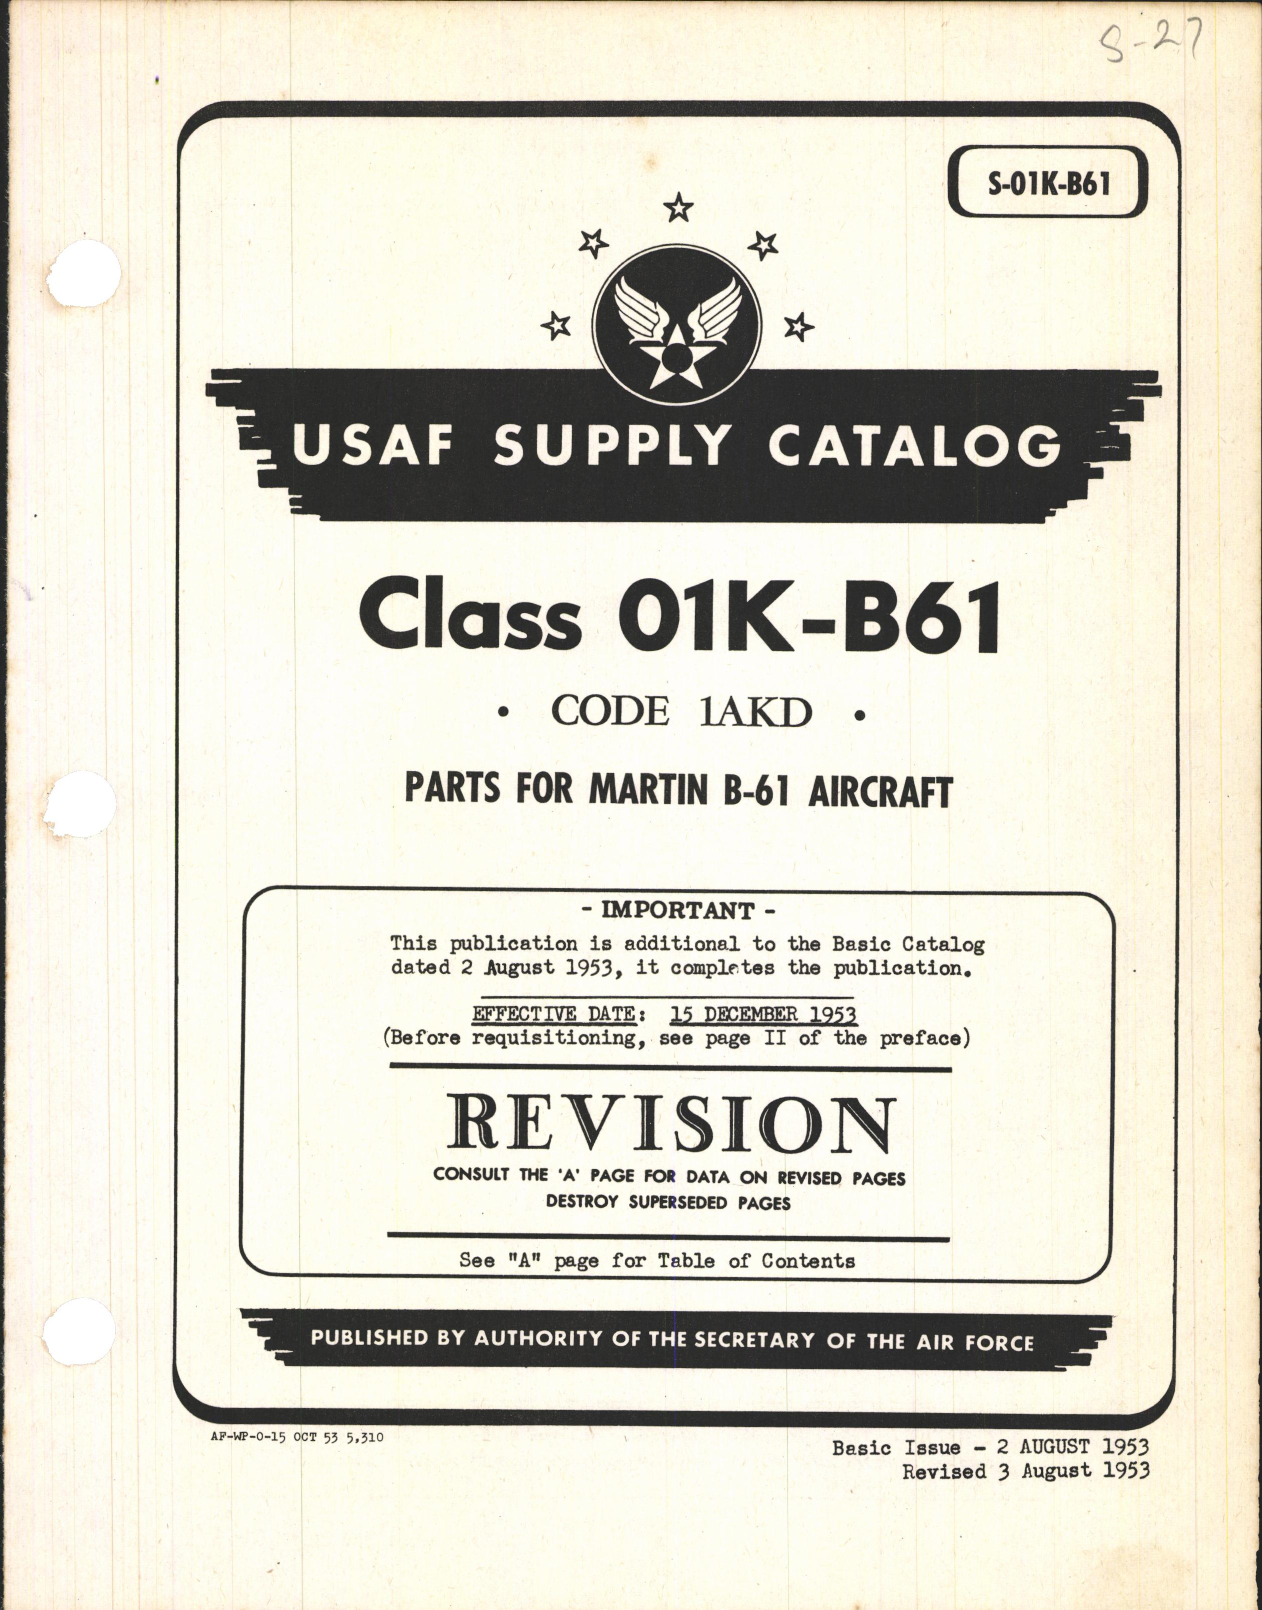 S-27
S-01K-B61
USAF SUPPLY CATALOG
Class 01K-B61
• CODE 1AKD •
PARTS FOR MARTIN B-61 AIRCRAFT
- IMPORTANT -
This publication is additional to the Basic Catalog
dated 2 August 1953, it completes the publication.
EFFECTIVE DATE: 15 DECEMBER 1953
(Before requisitioning, see page II of the preface)
REVISION
CONSULT THE 'A' PAGE FOR DATA ON REVISED PAGES
DESTROY SUPERSEDED PAGES
See "A" page for Table of Contents
PUBLISHED BY AUTHORITY OF THE SECRETARY OF THE AIR FORCE
AF-WP-O-15 OCT 53 5,310
Basic Issue - 2 AUGUST 1953
Revised 3 August 1953